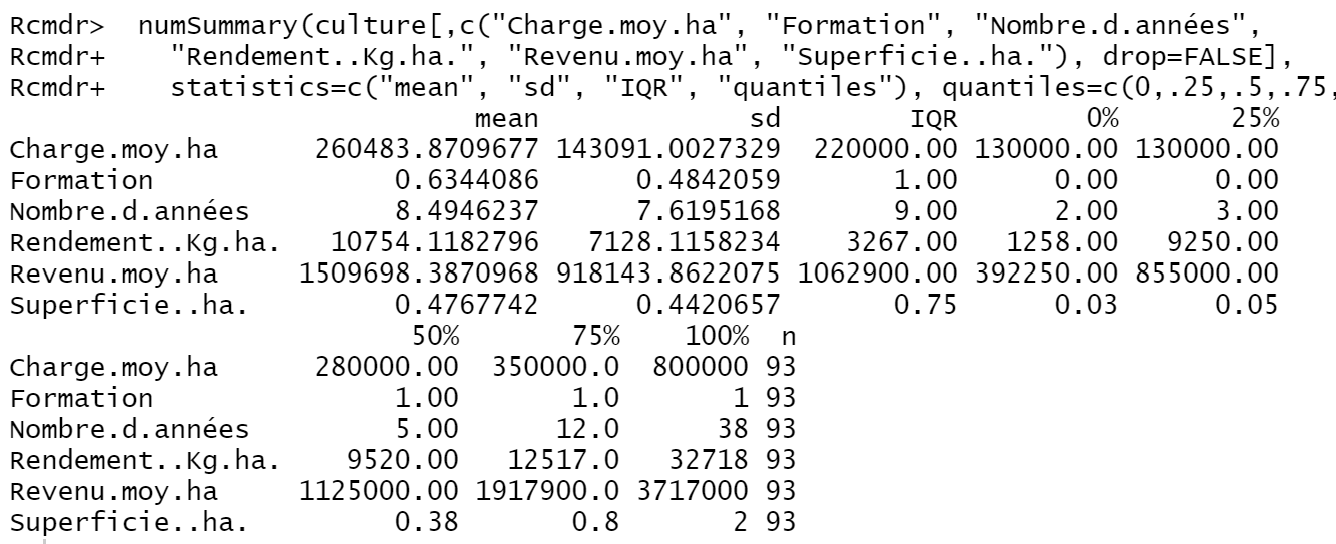 Rcmdr>  numSummary(culture[,c("Charge.moy.ha", "Formation", "Nombre.d.années",
Rcmdr+    "Rendement..Kg.ha.", "Revenu.moy.ha", "Superficie..ha."), drop=FALSE],
Rcmdr+    statistics=c("mean", "sd", "IQR", "quantiles"), quantiles=c(0,.25,.5,.75,
mean sd IQR 0% 25%
Charge.moy.ha 260483.8709677 143091.0027329 220000.00 130000.00 130000.00
Formation 0.6344086 0.4842059 1.00 0.00 0.00
Nombre.d.années 8.4946237 7.6195168 9.00 2.00 3.00
Rendement..Kg.ha. 10754.1182796 7128.1158234 3267.00 1258.00 9250.00
Revenu.moy.ha 1509698.3870968 918143.8622075 1062900.00 392250.00 855000.00
Superficie..ha. 0.4767742 0.4420657 0.75 0.03 0.05
50% 75% 100% n
Charge.moy.ha 280000.00 350000.0 800000 93
Formation 1.00 1.0 1 93
Nombre.d.années 5.00 12.0 38 93
Rendement..Kg.ha. 9520.00 12517.0 32718 93
Revenu.moy.ha 1125000.00 1917900.0 3717000 93
Superficie..ha. 0.38 0.8 2 93